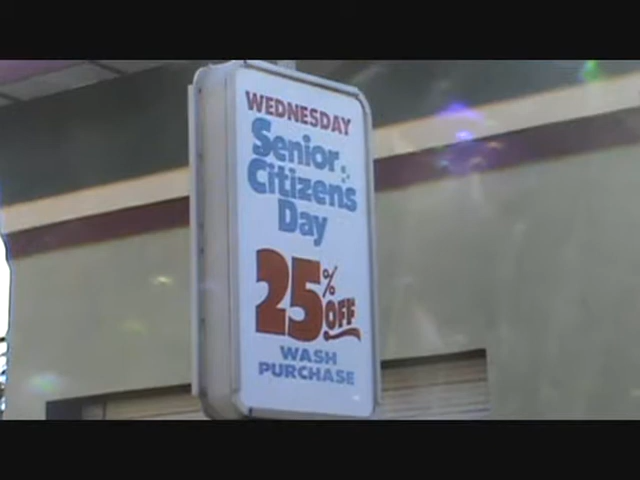 WEDNESDAY
Senior
Citizens
Day
25% OFF
WASH
PURCHASE